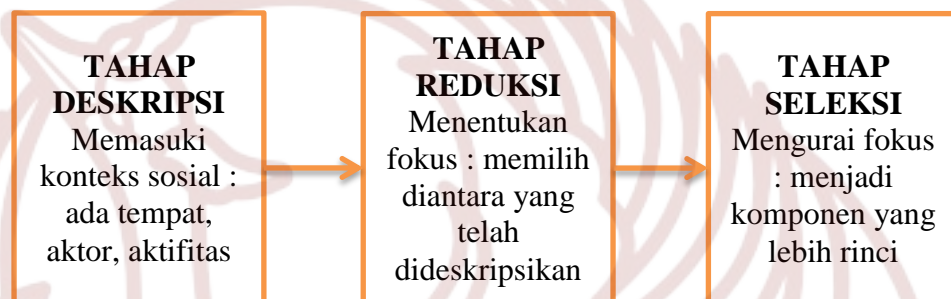 TAHAP
DESKRIPSI
Memasuki
konteks sosial :
ada tempat,
aktor, aktifitas
TAHAP
REDUKSI
Menentukan
fokus : memilih
diantara yang
telah
dideskripsikan
TAHAP
SELEKSI
Mengurai fokus
: menjadi
komponen yang
lebih rinci